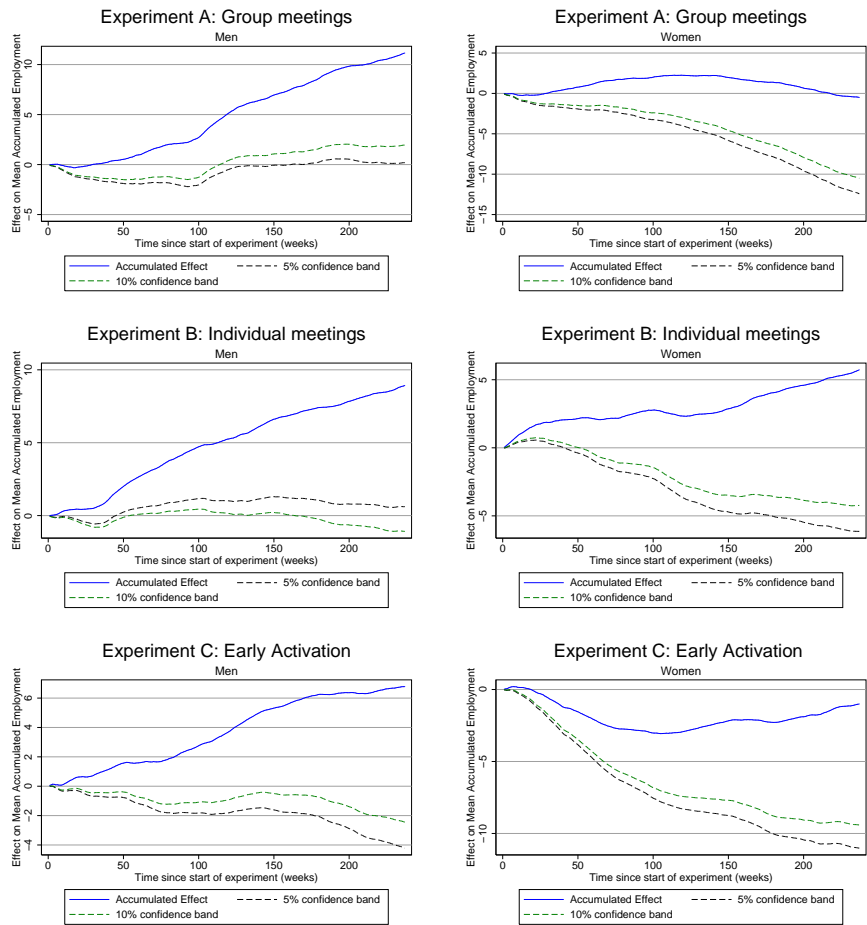 Experiment A: Group meetings
Men
Effect on Mean Accumulated Employment
10
5
0
−5
0 50 100 150 200
Time since start of experiment (weeks)
Accumulated Effect 5% confidence band
10% confidence band
Experiment A: Group meetings
Women
Effect on Mean Accumulated Employment
5
0
−5
−10
−15
0 50 100 150 200
Time since start of experiment (weeks)
Accumulated Effect 5% confidence band
10% confidence band
Experiment B: Individual meetings
Men
Effect on Mean Accumulated Employment
10
5
0
0 50 100 150 200
Time since start of experiment (weeks)
Accumulated Effect 5% confidence band
10% confidence band
Experiment B: Individual meetings
Women
Effect on Mean Accumulated Employment
5
0
−5
0 50 100 150 200
Time since start of experiment (weeks)
Accumulated Effect 5% confidence band
10% confidence band
Experiment C: Early Activation
Men
Effect on Mean Accumulated Employment
6
4
2
0
−2
−4
0 50 100 150 200
Time since start of experiment (weeks)
Accumulated Effect 5% confidence band
10% confidence band
Experiment C: Early Activation
Women
Effect on Mean Accumulated Employment
0
−5
−10
0 50 100 150 200
Time since start of experiment (weeks)
Accumulated Effect 5% confidence band
10% confidence band